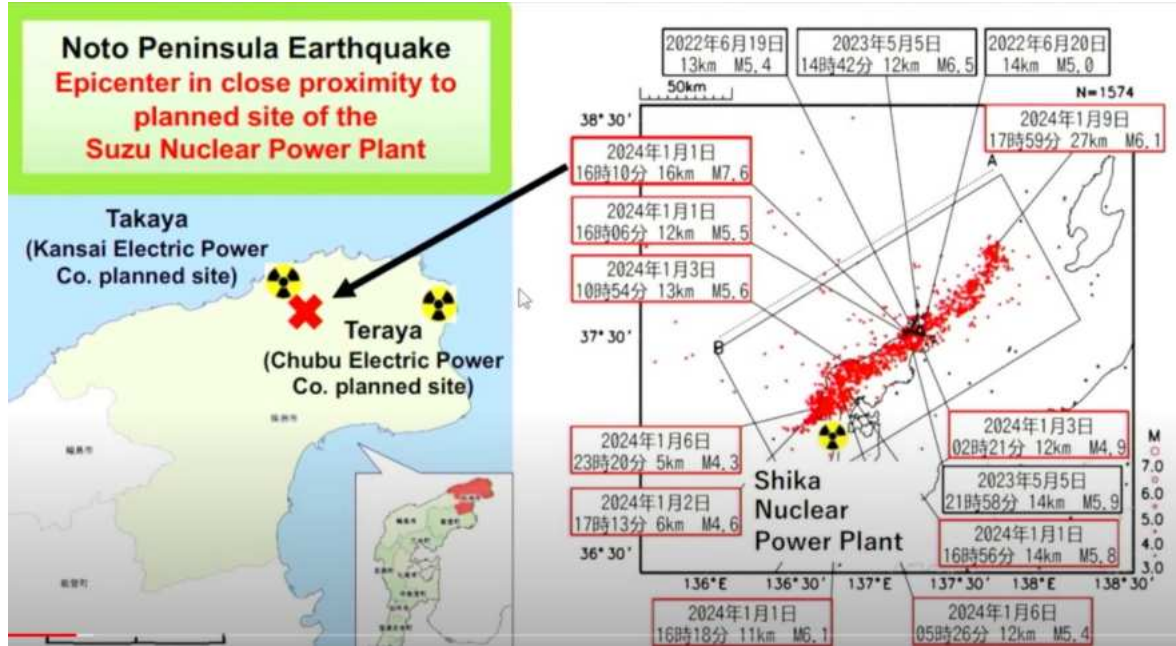 Noto Peninsula Earthquake
Epicenter in close proximity to
planned site of the
Suzu Nuclear Power Plant
Takaya
(Kansai Electric Power
Co. planned site)
Teraya
(Chubu Electric Power
Co. planned site)
珠洲市
輪島市
能登町
2022年6月19日
13km M5.4
2023年5月5日
14時42分 12km M6.5
2022年6月20日
14km M5.0
50km
N=1574
38°30'
2024年1月9日
17時59分 27km M6.1
2024年1月1日
16時10分 16km M7.6
A
2024年1月1日
16時06分 12km M5.5
2024年1月3日
10時54分 13km M5.6
37°30'
B
2024年1月6日
23時20分 5km M4.3
2024年1月3日
02時21分 12km M4.9
M
7.0
6.0
5.0
4.0
3.0
Shika
Nuclear
Power Plant
2023年5月5日
21時58分 14km M5.9
2024年1月2日
17時13分 6km M4.6
2024年1月1日
16時56分 14km M5.8
36°30'
136°E
136°30'
137°E
137°30'
138°E
138°30'
2024年1月1日
16時18分 11km M6.1
2024年1月6日
05時26分 12km M5.4